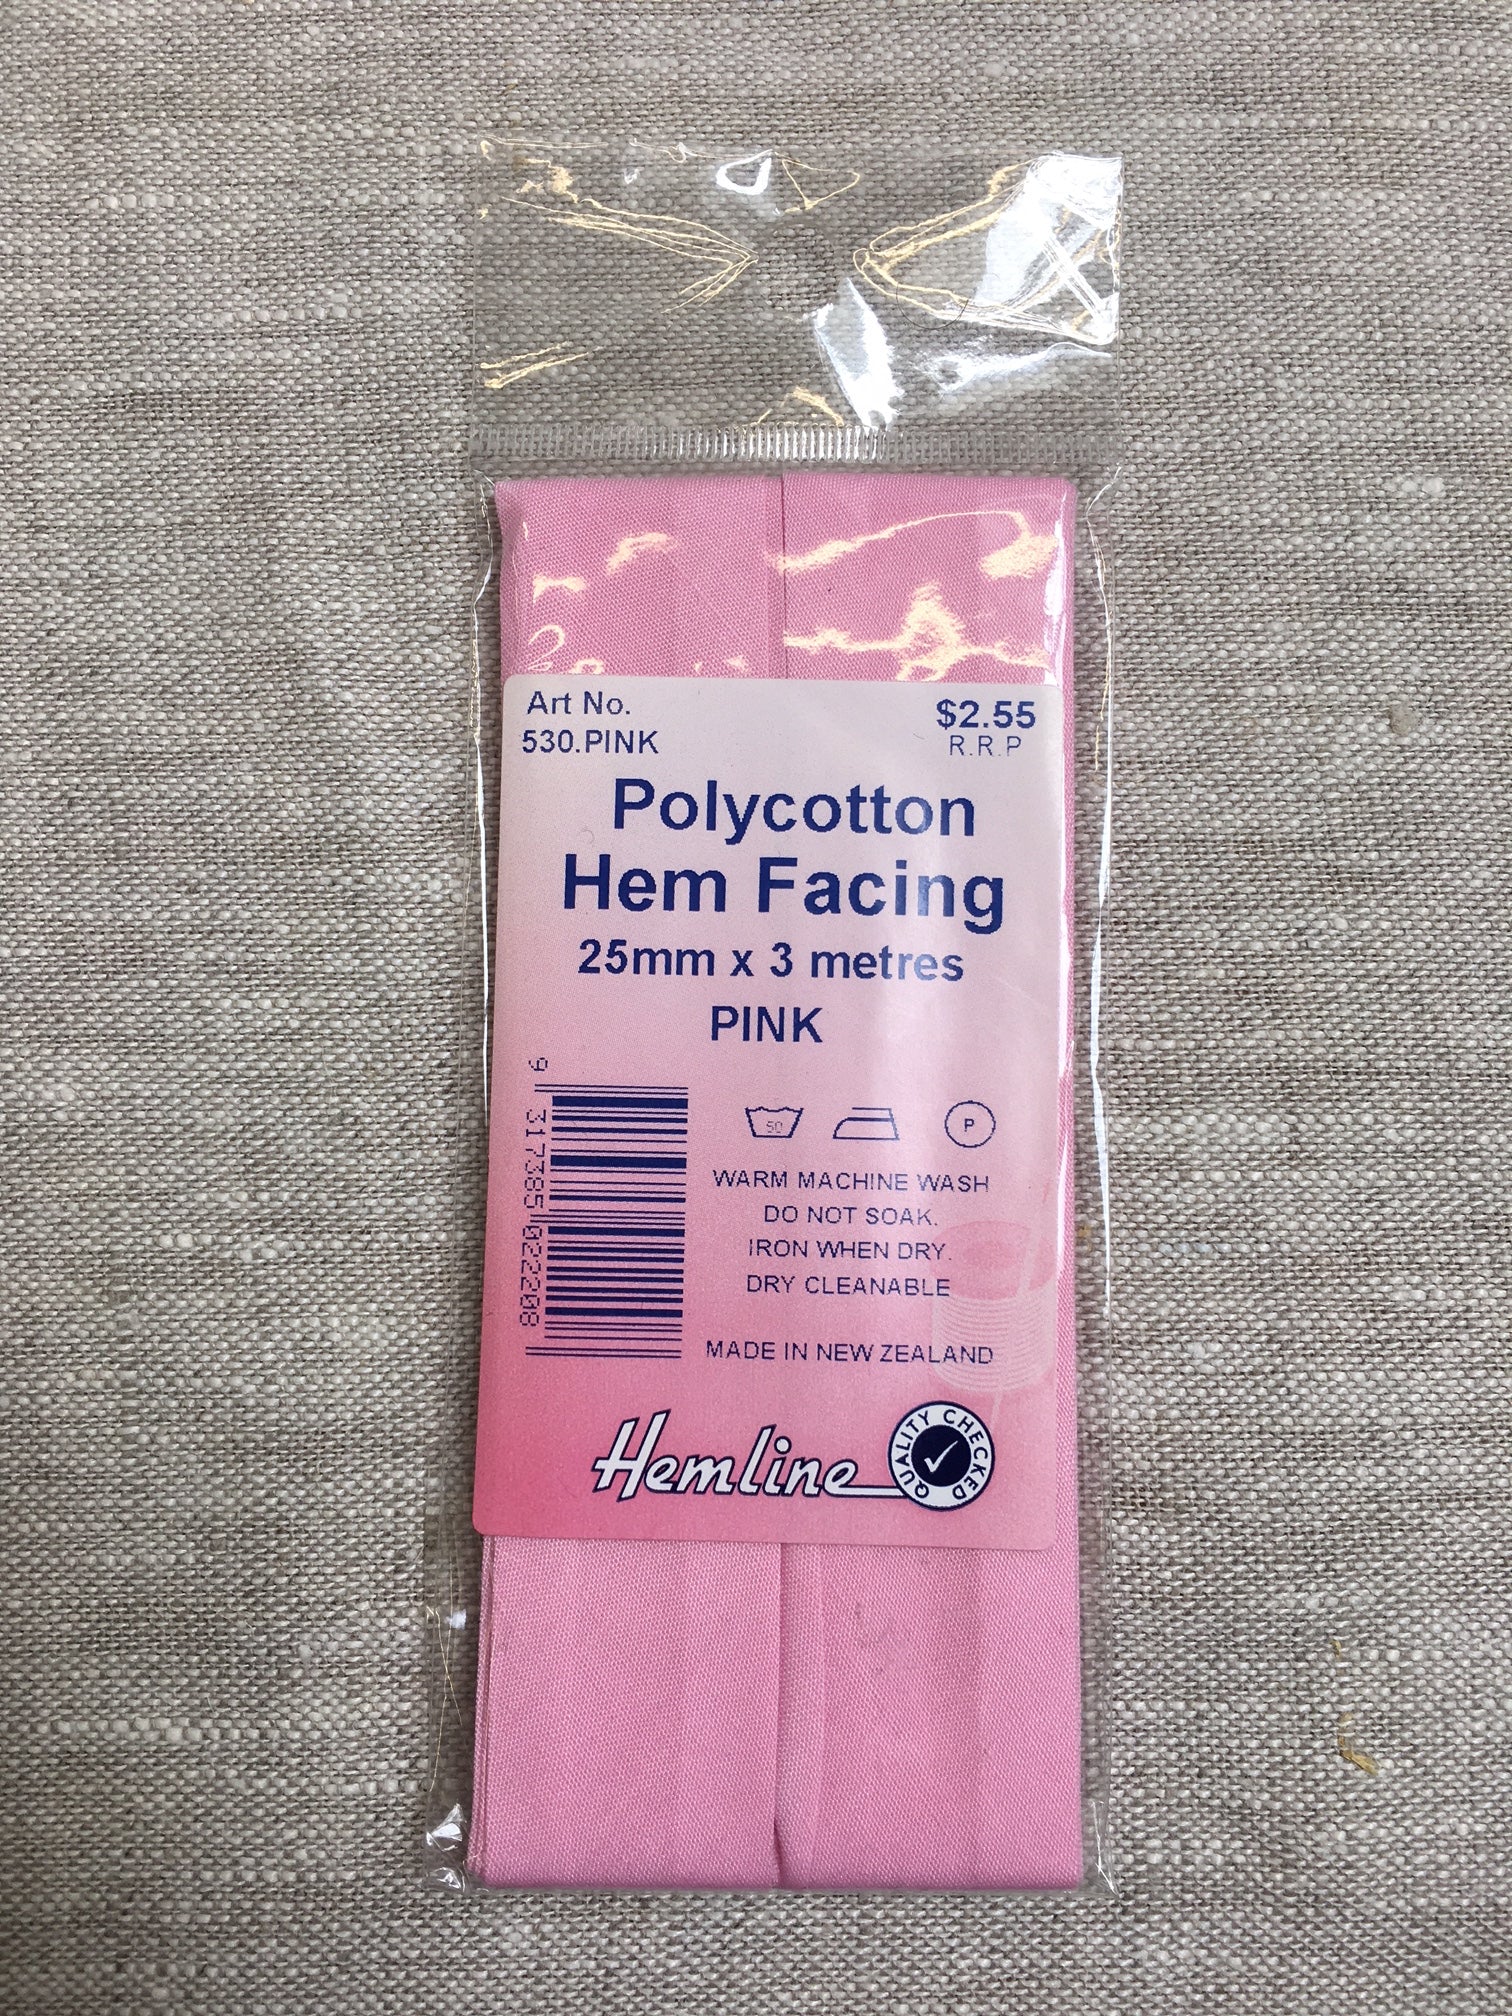 Art No.
530.PINK
$2.55
R.R.P
Polycotton
Hem Facing
25mm x 3 metres
PINK
9 317385 022208
50
P
WARM MACHINE WASH
DO NOT SOAK.
IRON WHEN DRY.
DRY CLEANABLE
MADE IN NEW ZEALAND
Hemline
QUALITY CHECKED